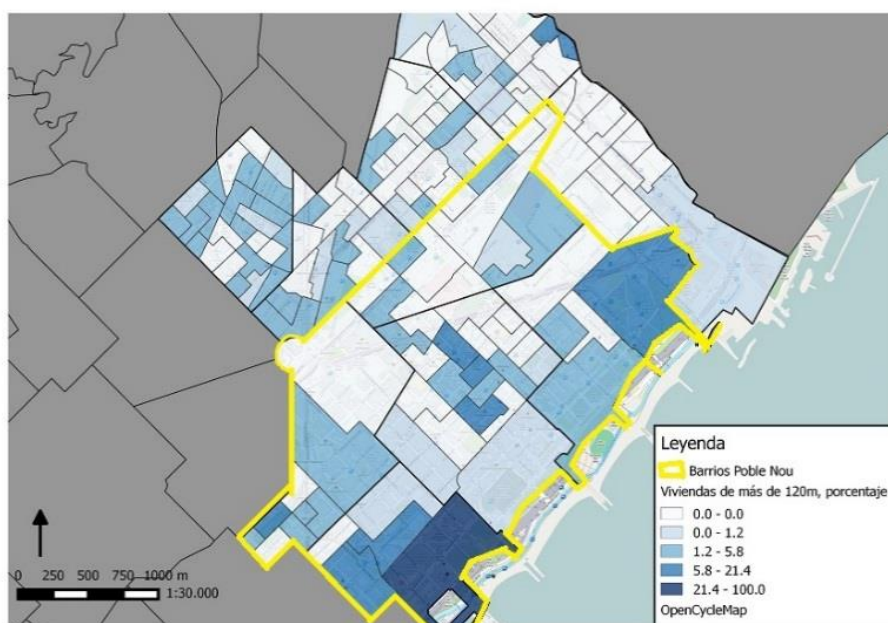 Leyenda
Barrios Poble Nou
Viviendas de más de 120m, porcentaje
0.0 - 0.0
0.0 - 1.2
1.2 - 5.8
5.8 - 21.4
21.4 - 100.0
OpenCycleMap
0 250 500 750 1000 m
1:30.000